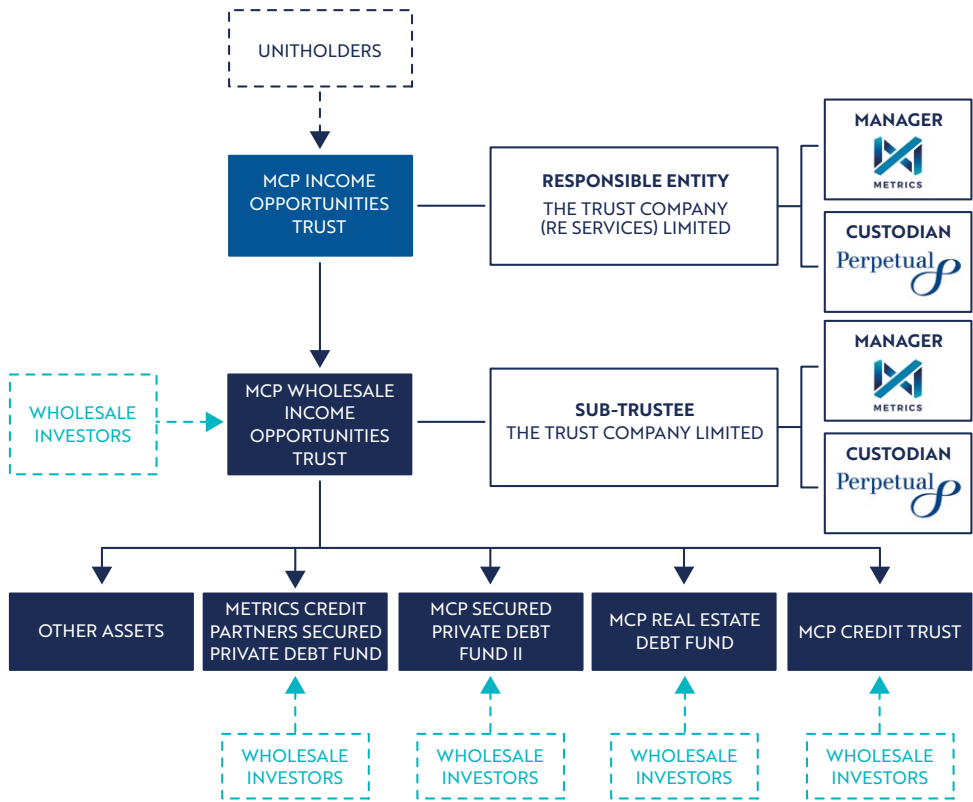 UNITHOLDERS
MCP INCOME
OPPORTUNITIES
TRUST
RESPONSIBLE ENTITY
THE TRUST COMPANY
(RE SERVICES) LIMITED
MANAGER
METRICS
CUSTODIAN
Perpetual
WHOLESALE
INVESTORS
MCP WHOLESALE
INCOME
OPPORTUNITIES
TRUST
SUB-TRUSTEE
THE TRUST COMPANY LIMITED
MANAGER
METRICS
CUSTODIAN
Perpetual
OTHER ASSETS
METRICS CREDIT
PARTNERS SECURED
PRIVATE DEBT FUND
MCP SECURED
PRIVATE DEBT
FUND II
MCP REAL ESTATE
DEBT FUND
MCP CREDIT TRUST
WHOLESALE
INVESTORS
WHOLESALE
INVESTORS
WHOLESALE
INVESTORS
WHOLESALE
INVESTORS